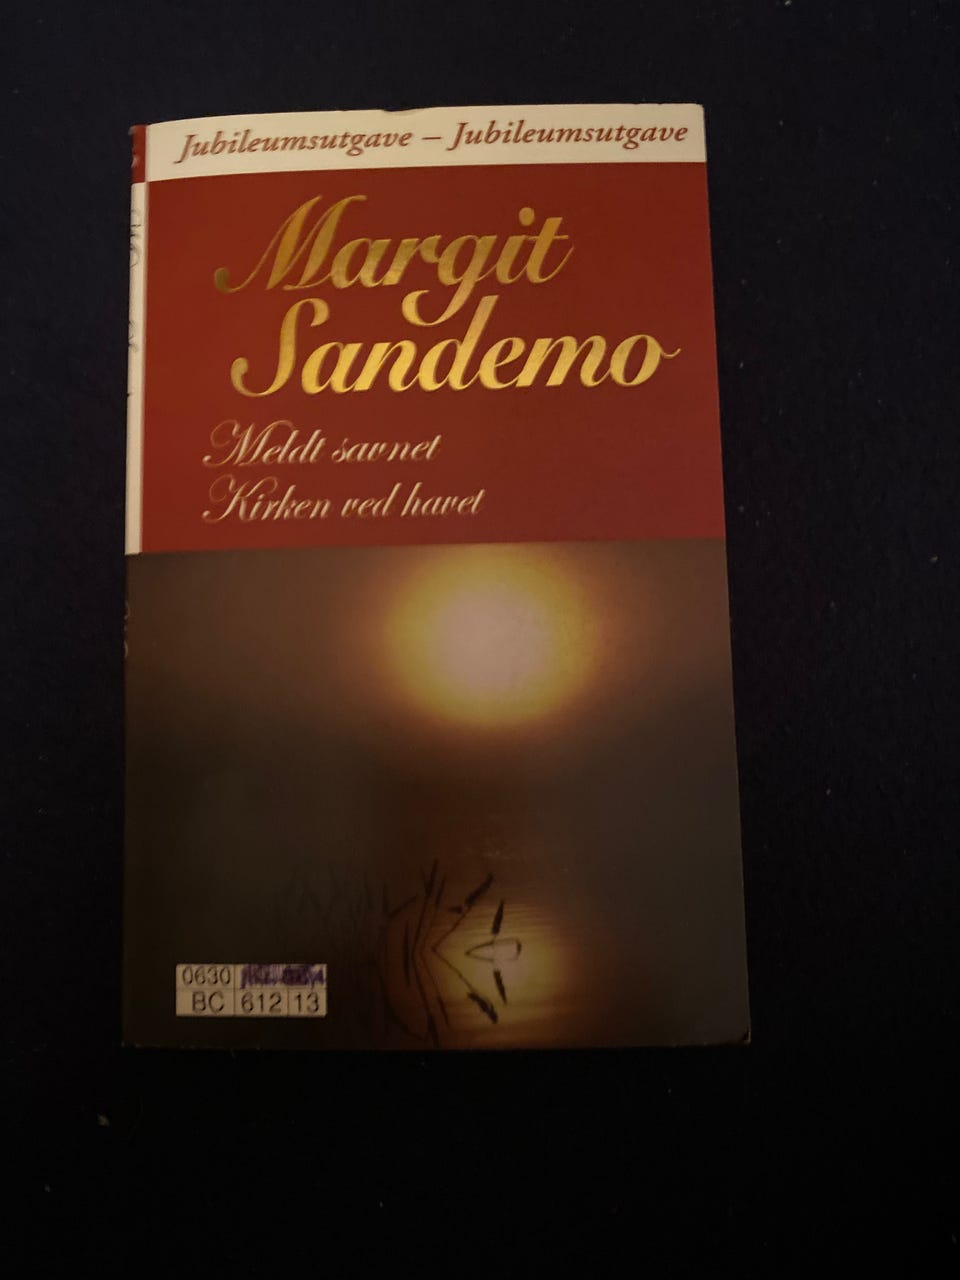 Jubileumsutgave – Jubileumsutgave
Margit
Sandemo
Meldt savnet
Kirken ved havet
0630
BC 612 13